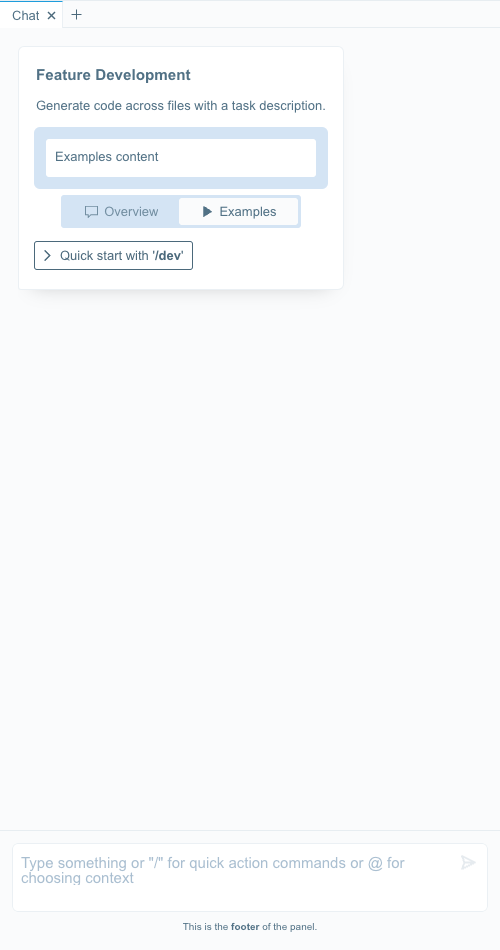 Chat
Feature Development
Generate code across files with a task description.
Examples content
Overview
Examples
Quick start with '/dev'
Type something or "/" for quick action commands or @ for
choosing context
This is the footer of the panel.